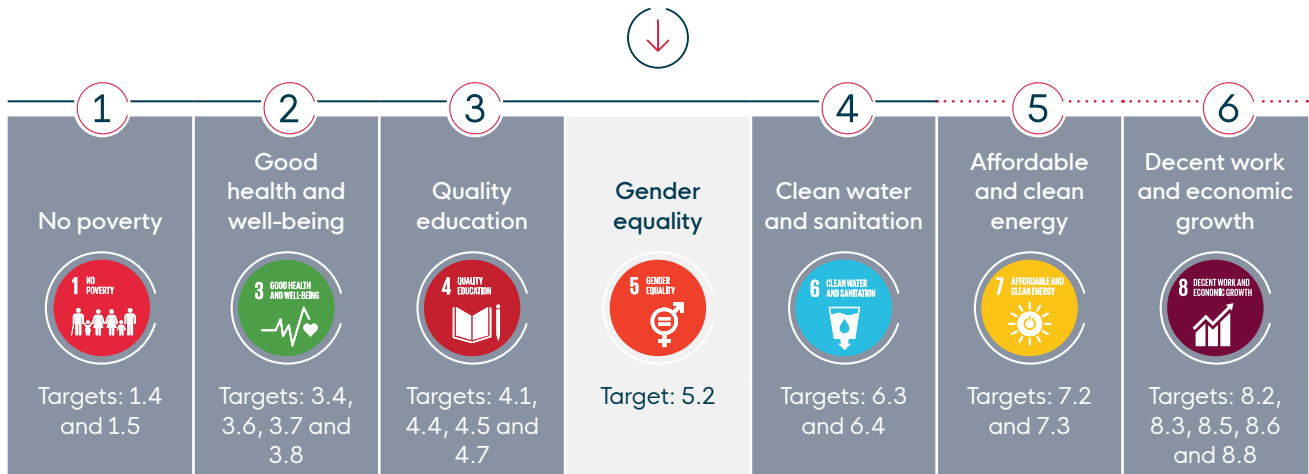 1
No poverty
1 NO
POVERTY
Targets: 1.4
and 1.5
2
Good
health and
well-being
3 GOOD HEALTH
AND WELL-BEING
Targets: 3.4,
3.6, 3.7 and
3.8
3
Quality
education
4 QUALITY
EDUCATION
Targets: 4.1,
4.4, 4.5 and
4.7
Gender
equality
5 GENDER
EQUALITY
Target: 5.2
4
Clean water
and sanitation
6 CLEAN WATER
AND SANITATION
Targets: 6.3
and 6.4
5
Affordable
and clean
energy
7 AFFORDABLE AND
CLEAN ENERGY
Targets: 7.2
and 7.3
6
Decent work
and economic
growth
8 DECENT WORK AND
ECONOMIC GROWTH
Targets: 8.2,
8.3, 8.5, 8.6
and 8.8